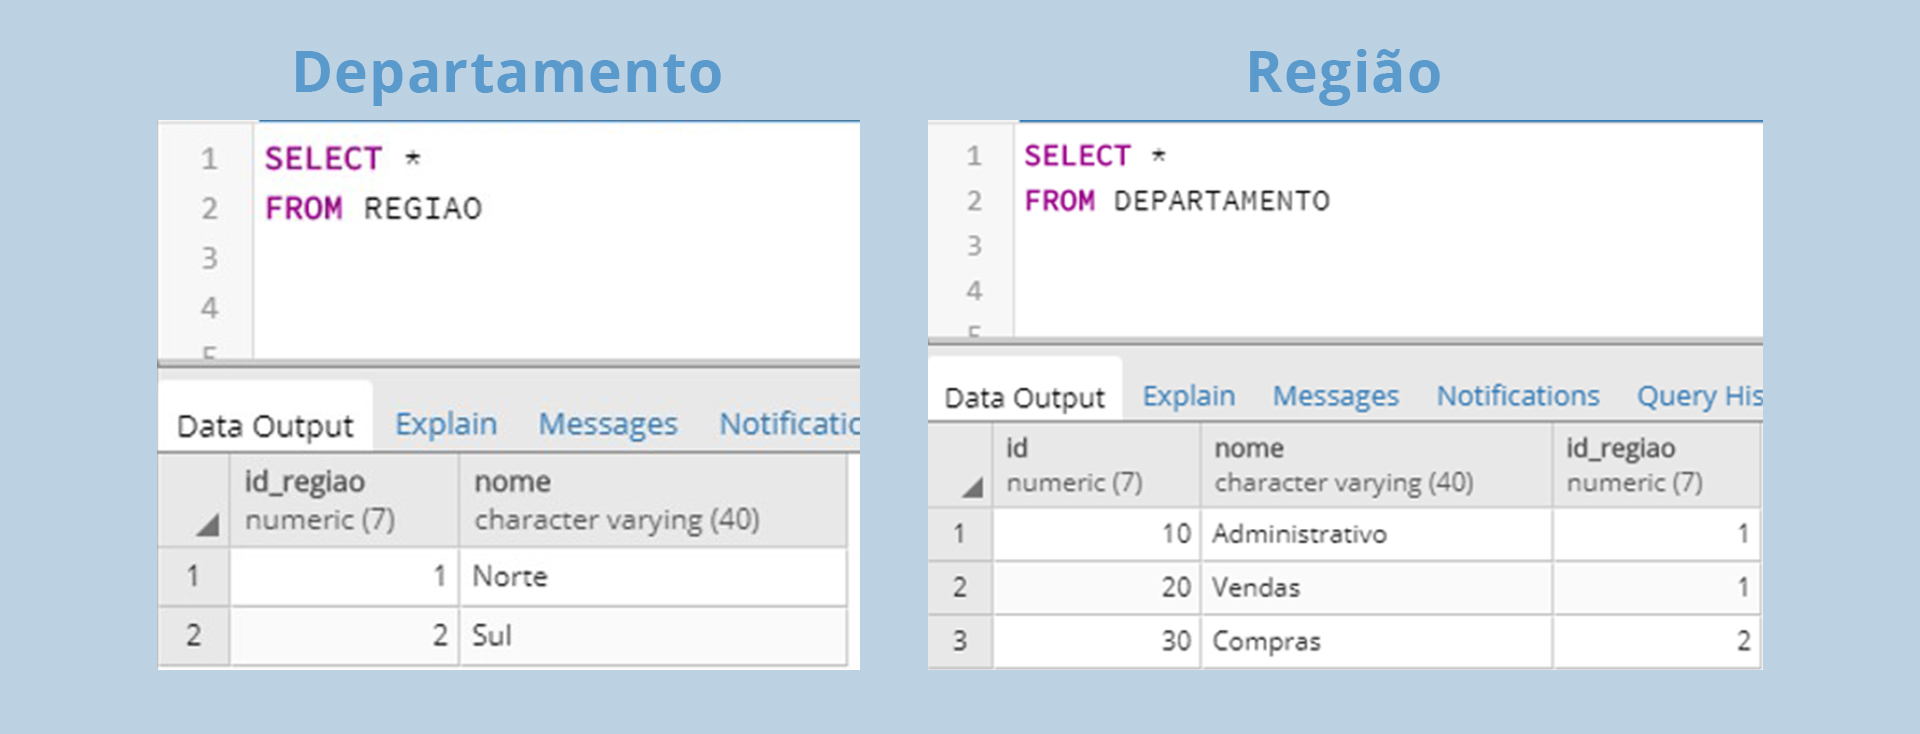 Departamento
1 SELECT *
2 FROM REGIAO
3
4
5
Data Output Explain Messages Notificatic
id_regiao nome
numeric (7) character varying (40)
1 1 Norte
2 2 Sul
Região
1 SELECT *
2 FROM DEPARTAMENTO
3
4
5
Data Output Explain Messages Notifications Query His
id nome id_regiao
numeric (7) character varying (40) numeric (7)
1 10 Administrativo 1
2 20 Vendas 1
3 30 Compras 2